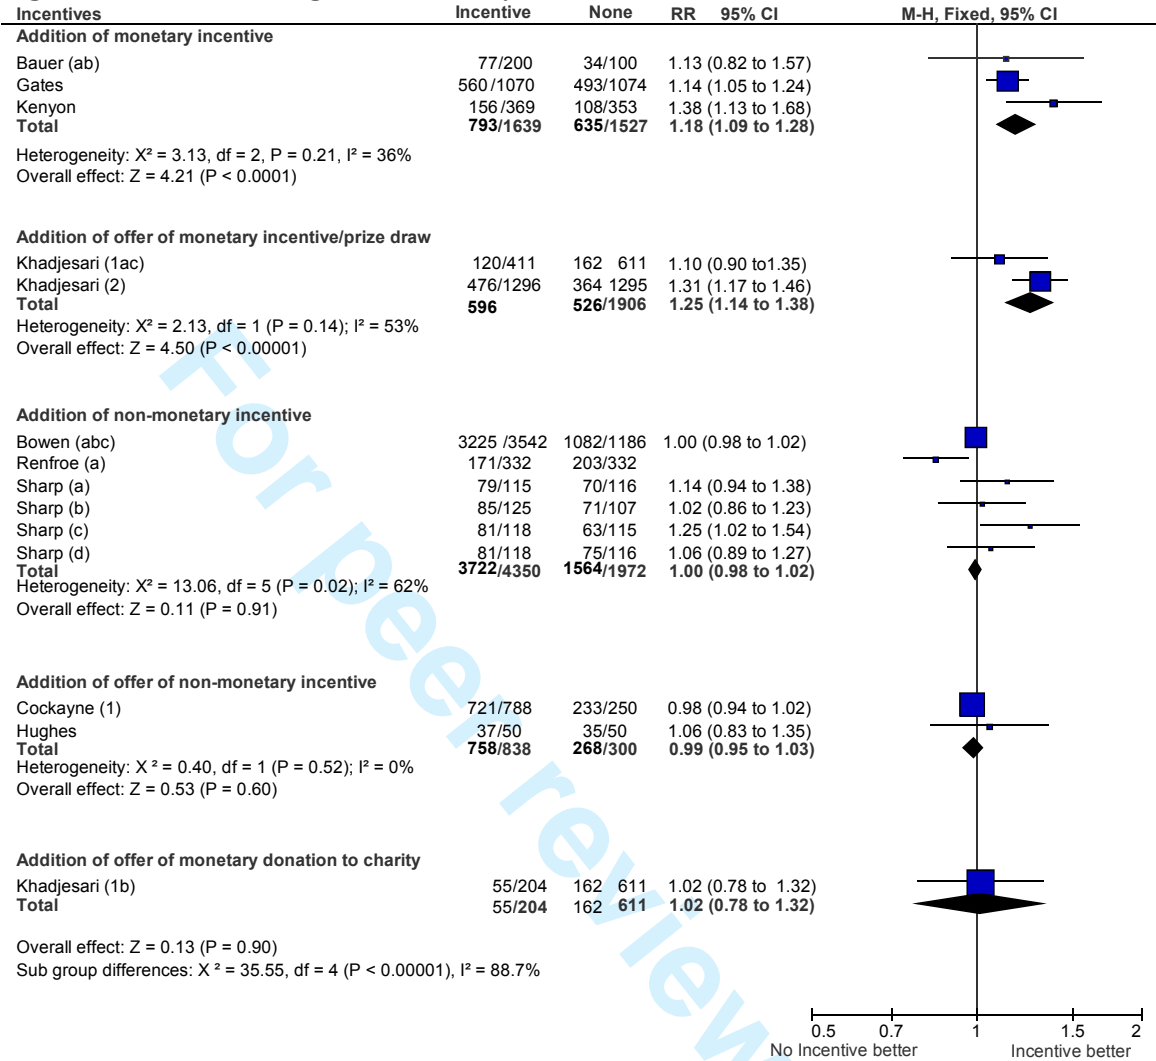 Incentives Incentive None RR 95% CI M-H, Fixed, 95% CI
Addition of monetary incentive
Bauer (ab) 77/200 34/100 1.13 (0.82 to 1.57)
Gates 560/1070 493/1074 1.14 (1.05 to 1.24)
Kenyon 156/369 108/353 1.38 (1.13 to 1.68)
Total 793/1639 635/1527 1.18 (1.09 to 1.28)
Heterogeneity: X² = 3.13, df = 2, P = 0.21, I² = 36%
Overall effect: Z = 4.21 (P < 0.0001)
Addition of offer of monetary incentive/prize draw
Khadjesari (1ac) 120/411 162 611 1.10 (0.90 to1.35)
Khadjesari (2) 476/1296 364 1295 1.31 (1.17 to 1.46)
Total 596 526/1906 1.25 (1.14 to 1.38)
Heterogeneity: X² = 2.13, df = 1 (P = 0.14); I² = 53%
Overall effect: Z = 4.50 (P < 0.00001)
Addition of non-monetary incentive
Bowen (abc) 3225 /3542 1082/1186 1.00 (0.98 to 1.02)
Renfroe (a) 171/332 203/332
Sharp (a) 79/115 70/116 1.14 (0.94 to 1.38)
Sharp (b) 85/125 71/107 1.02 (0.86 to 1.23)
Sharp (c) 81/118 63/115 1.25 (1.02 to 1.54)
Sharp (d) 81/118 75/116 1.06 (0.89 to 1.27)
Total 3722/4350 1564/1972 1.00 (0.98 to 1.02)
Heterogeneity: X² = 13.06, df = 5 (P = 0.02); I² = 62%
Overall effect: Z = 0.11 (P = 0.91)
Addition of offer of non-monetary incentive
Cockayne (1) 721/788 233/250 0.98 (0.94 to 1.02)
Hughes 37/50 35/50 1.06 (0.83 to 1.35)
Total 758/838 268/300 0.99 (0.95 to 1.03)
Heterogeneity: X ² = 0.40, df = 1 (P = 0.52); I² = 0%
Overall effect: Z = 0.53 (P = 0.60)
Addition of offer of monetary donation to charity
Khadjesari (1b) 55/204 162 611 1.02 (0.78 to 1.32)
Total 55/204 162 611 1.02 (0.78 to 1.32)
Overall effect: Z = 0.13 (P = 0.90)
Sub group differences: X ² = 35.55, df = 4 (P < 0.00001), I² = 88.7%
0.5 0.7 1 1.5 2
No Incentive better Incentive better
For peer review